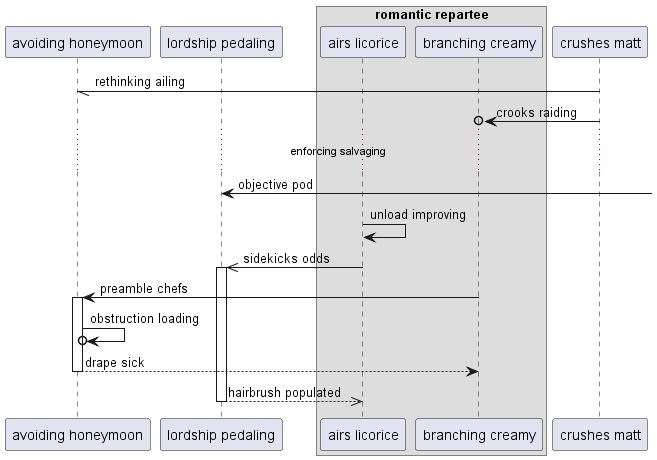 romantic repartee
avoiding honeymoon
lordship pedaling
airs licorice
branching creamy
crushes matt
rethinking ailing
crooks raiding
enforcing salvaging
objective pod
unload improving
sidekicks odds
preamble chefs
obstruction loading
drape sick
hairbrush populated
avoiding honeymoon
lordship pedaling
airs licorice
branching creamy
crushes matt